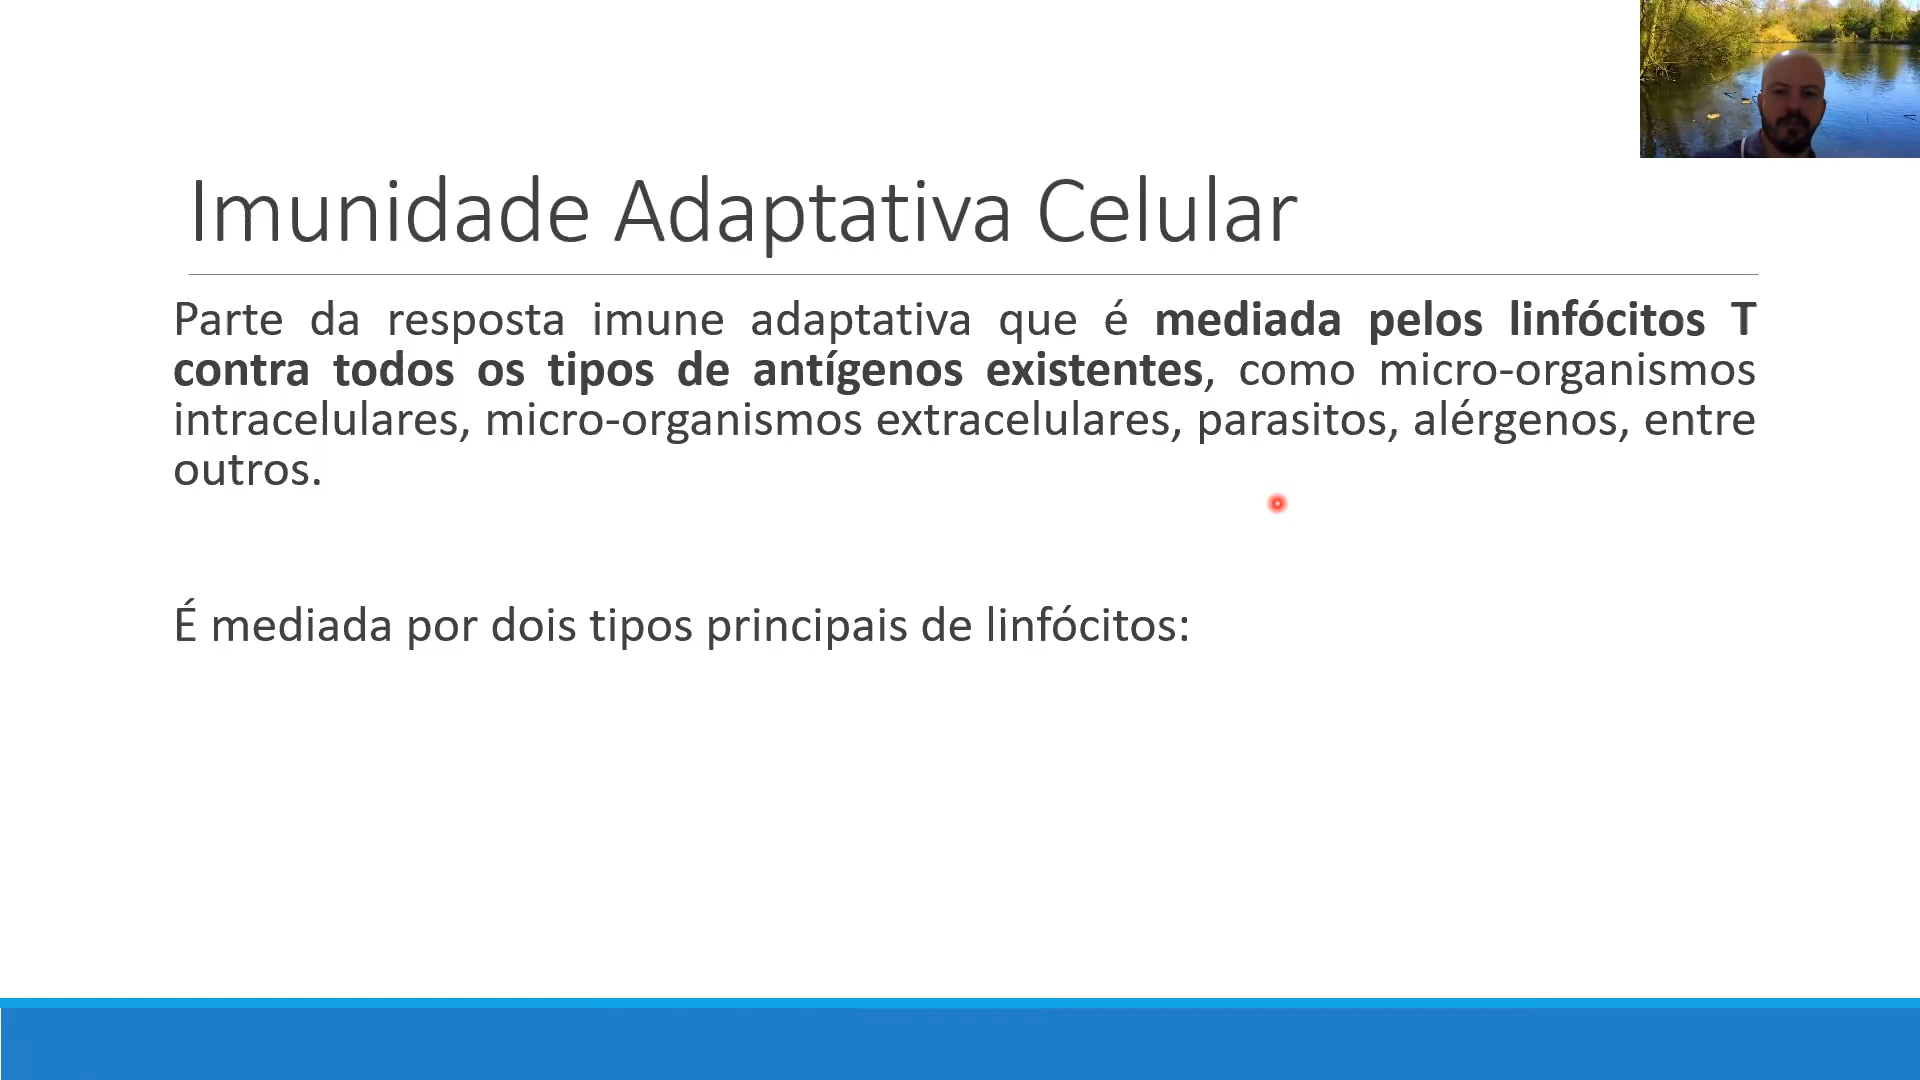 Imunidade Adaptativa Celular
Parte da resposta imune adaptativa que é mediada pelos linfócitos T
contra todos os tipos de antígenos existentes, como micro-organismos
intracelulares, micro-organismos extracelulares, parasitos, alérgenos, entre
outros.
É mediada por dois tipos principais de linfócitos: